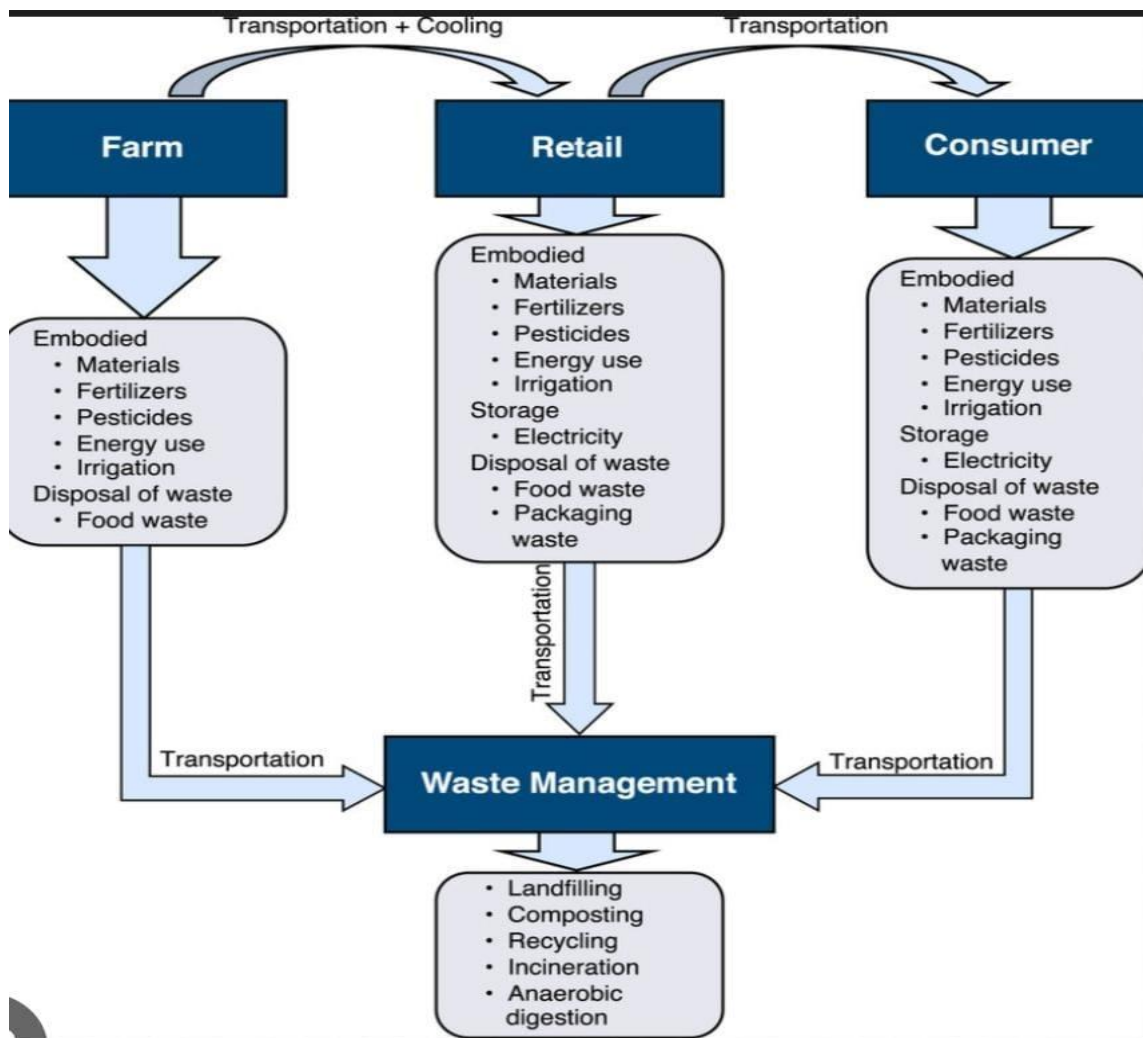 Transportation + Cooling
Transportation
Farm
Retail
Consumer
Embodied
• Materials
• Fertilizers
• Pesticides
• Energy use
• Irrigation
Disposal of waste
• Food waste
Embodied
• Materials
• Fertilizers
• Pesticides
• Energy use
• Irrigation
Storage
• Electricity
Disposal of waste
• Food waste
• Packaging
waste
Embodied
• Materials
• Fertilizers
• Pesticides
• Energy use
• Irrigation
Storage
• Electricity
Disposal of waste
• Food waste
• Packaging
waste
Transportation
Transportation
Transportation
Waste Management
• Landfilling
• Composting
• Recycling
• Incineration
• Anaerobic
digestion